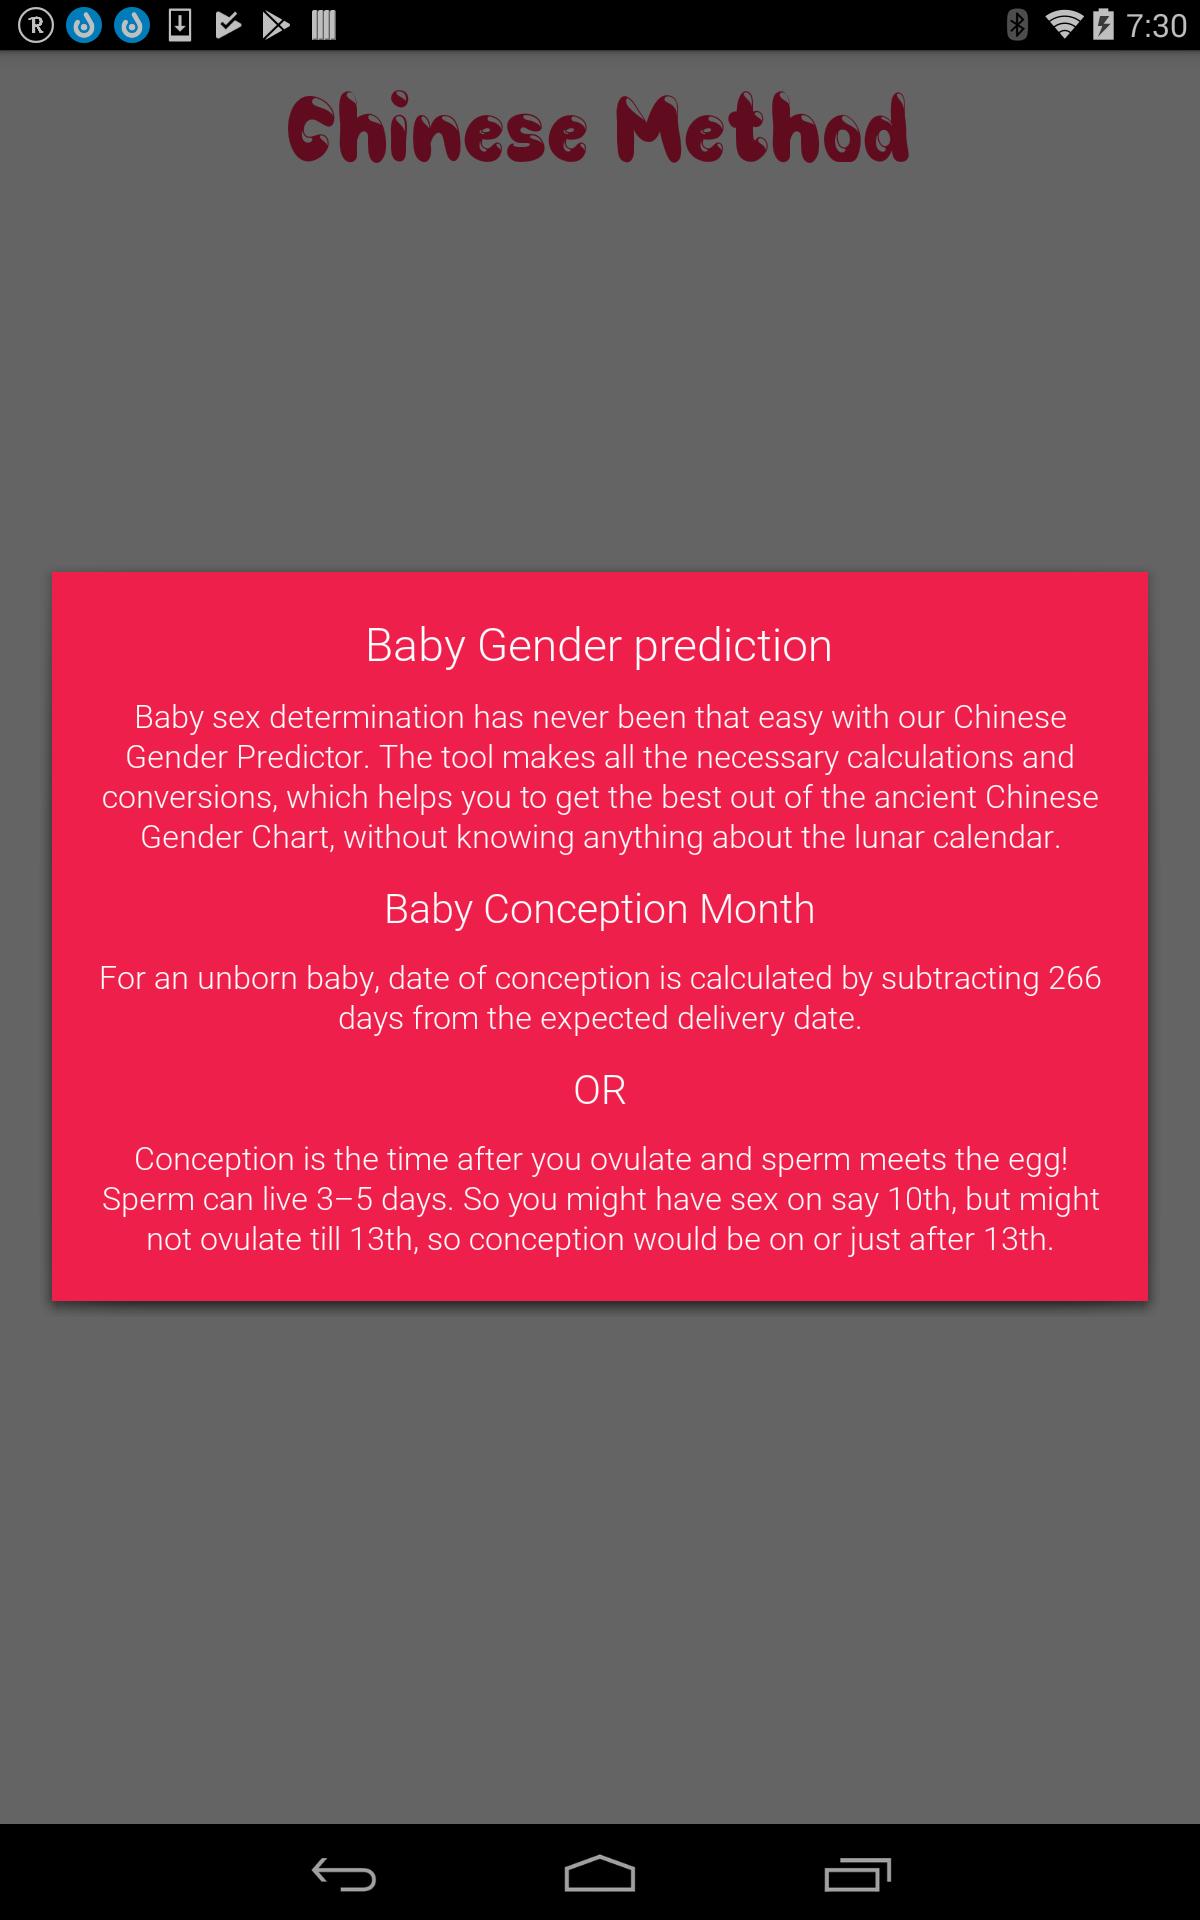 7:30
Chinese Method
Baby Gender prediction
Baby sex determination has never been that easy with our Chinese
Gender Predictor. The tool makes all the necessary calculations and
conversions, which helps you to get the best out of the ancient Chinese
Gender Chart, without knowing anything about the lunar calendar.
Baby Conception Month
For an unborn baby, date of conception is calculated by subtracting 266
days from the expected delivery date.
OR
Conception is the time after you ovulate and sperm meets the egg!
Sperm can live 3–5 days. So you might have sex on say 10th, but might
not ovulate till 13th, so conception would be on or just after 13th.